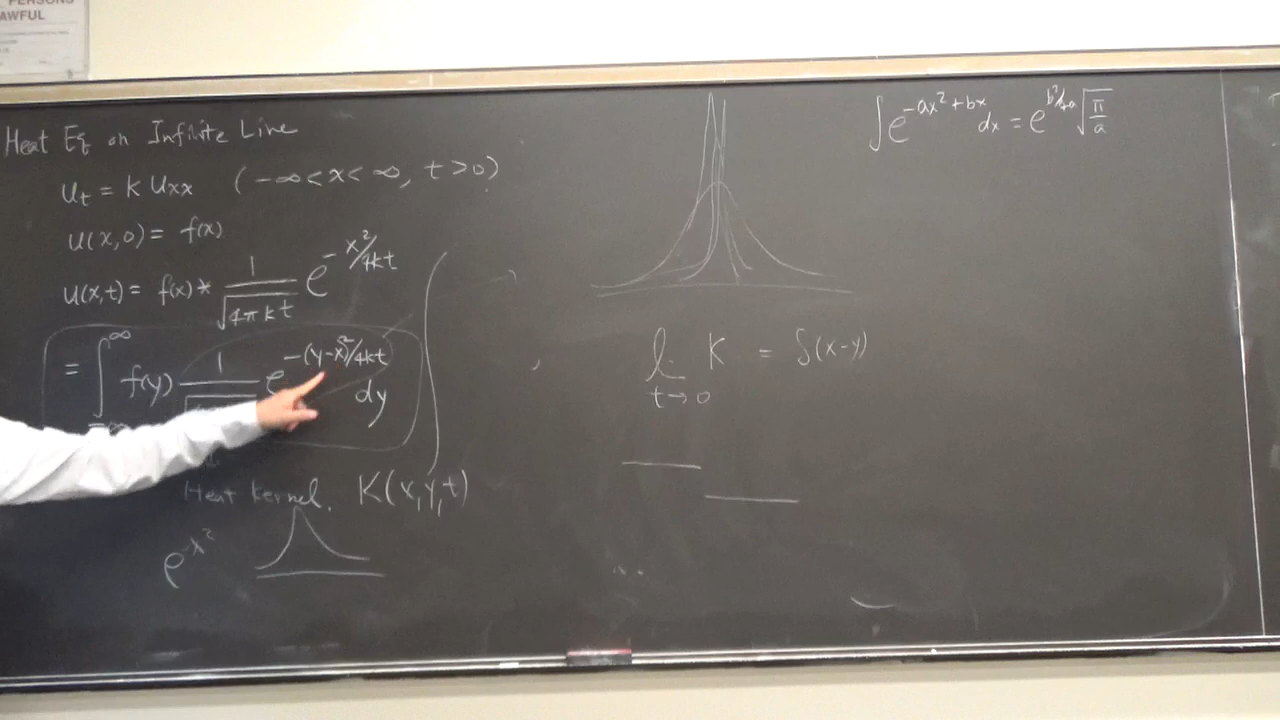 PERSONS
AWFUL
Heat Eq on Infinite Line
u_t = k u_xx (-∞<x<∞, t>0)
u(x,0) = f(x)
u(x,t) = f(x) * 1/√(4πkt) e^(-x²/4kt)
= ∫^∞ f(y) 1/√ e^(-(y-x)²/4kt) dy
Heat kernel. K(x,y,t)
e^(-x²)
lim_(t→0) K = δ(x-y)
∫e^(-ax²+bx) dx = e^(b²/4a) √(π/a)